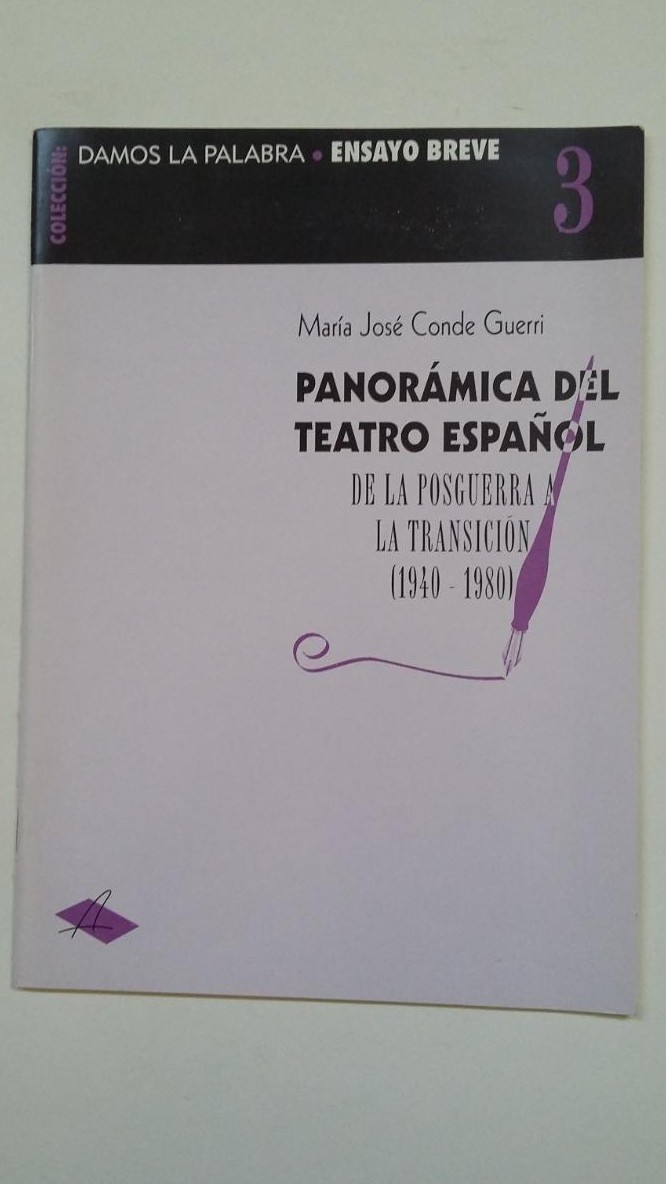 COLECCIÓN:
DAMOS LA PALABRA • ENSAYO BREVE
3
María José Conde Guerri
PANORÁMICA DEL
TEATRO ESPAÑOL
DE LA POSGUERRA A
LA TRANSICIÓN
(1940 - 1980)
A